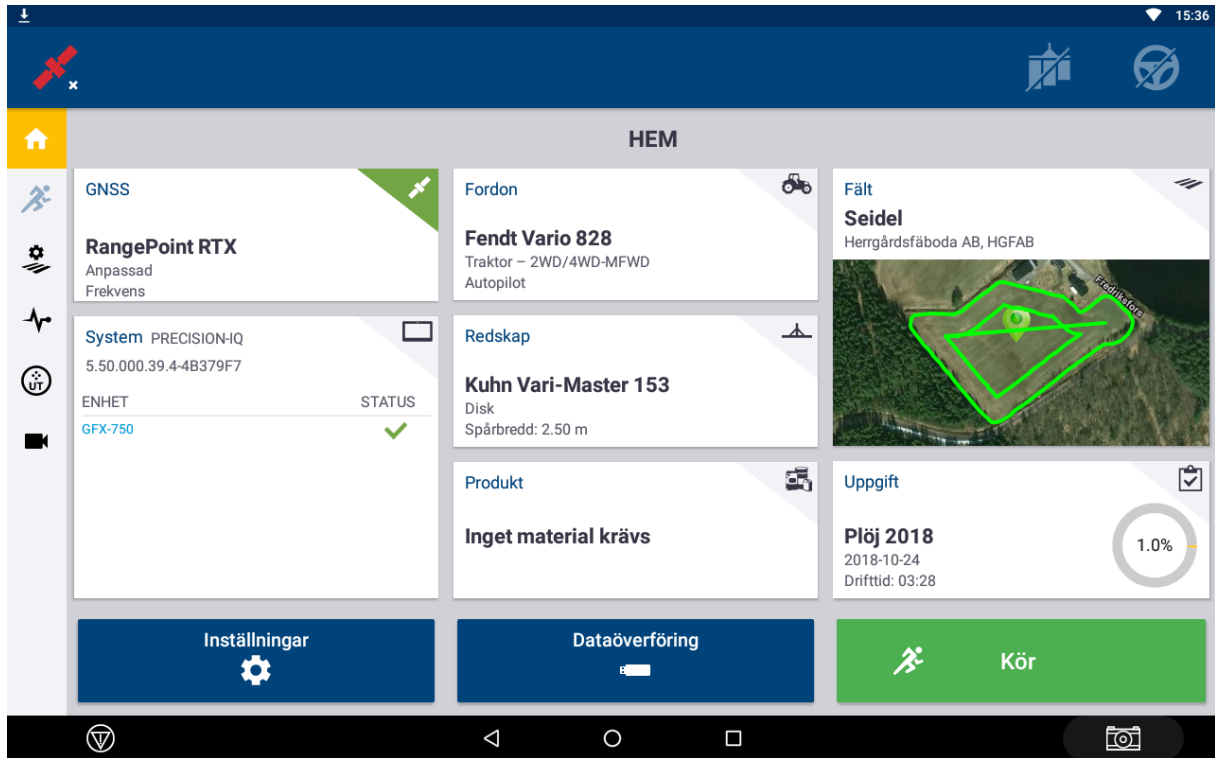 15:36
HEM
GNSS
RangePoint RTX
Anpassad
Frekvens
System PRECISION-IQ
5.50.000.39.4-4B379F7
ENHET STATUS
GFX-750
UT
Fordon
Fendt Vario 828
Traktor – 2WD/4WD-MFWD
Autopilot
Redskap
Kuhn Vari-Master 153
Disk
Spårbredd: 2.50 m
Produkt
Inget material krävs
Fält
Seidel
Herrgårdsfäboda AB, HGFAB
Fredriksfors
Uppgift
Plöj 2018
2018-10-24
Drifttid: 03:28
1.0%
Inställningar
Dataöverföring
Kör